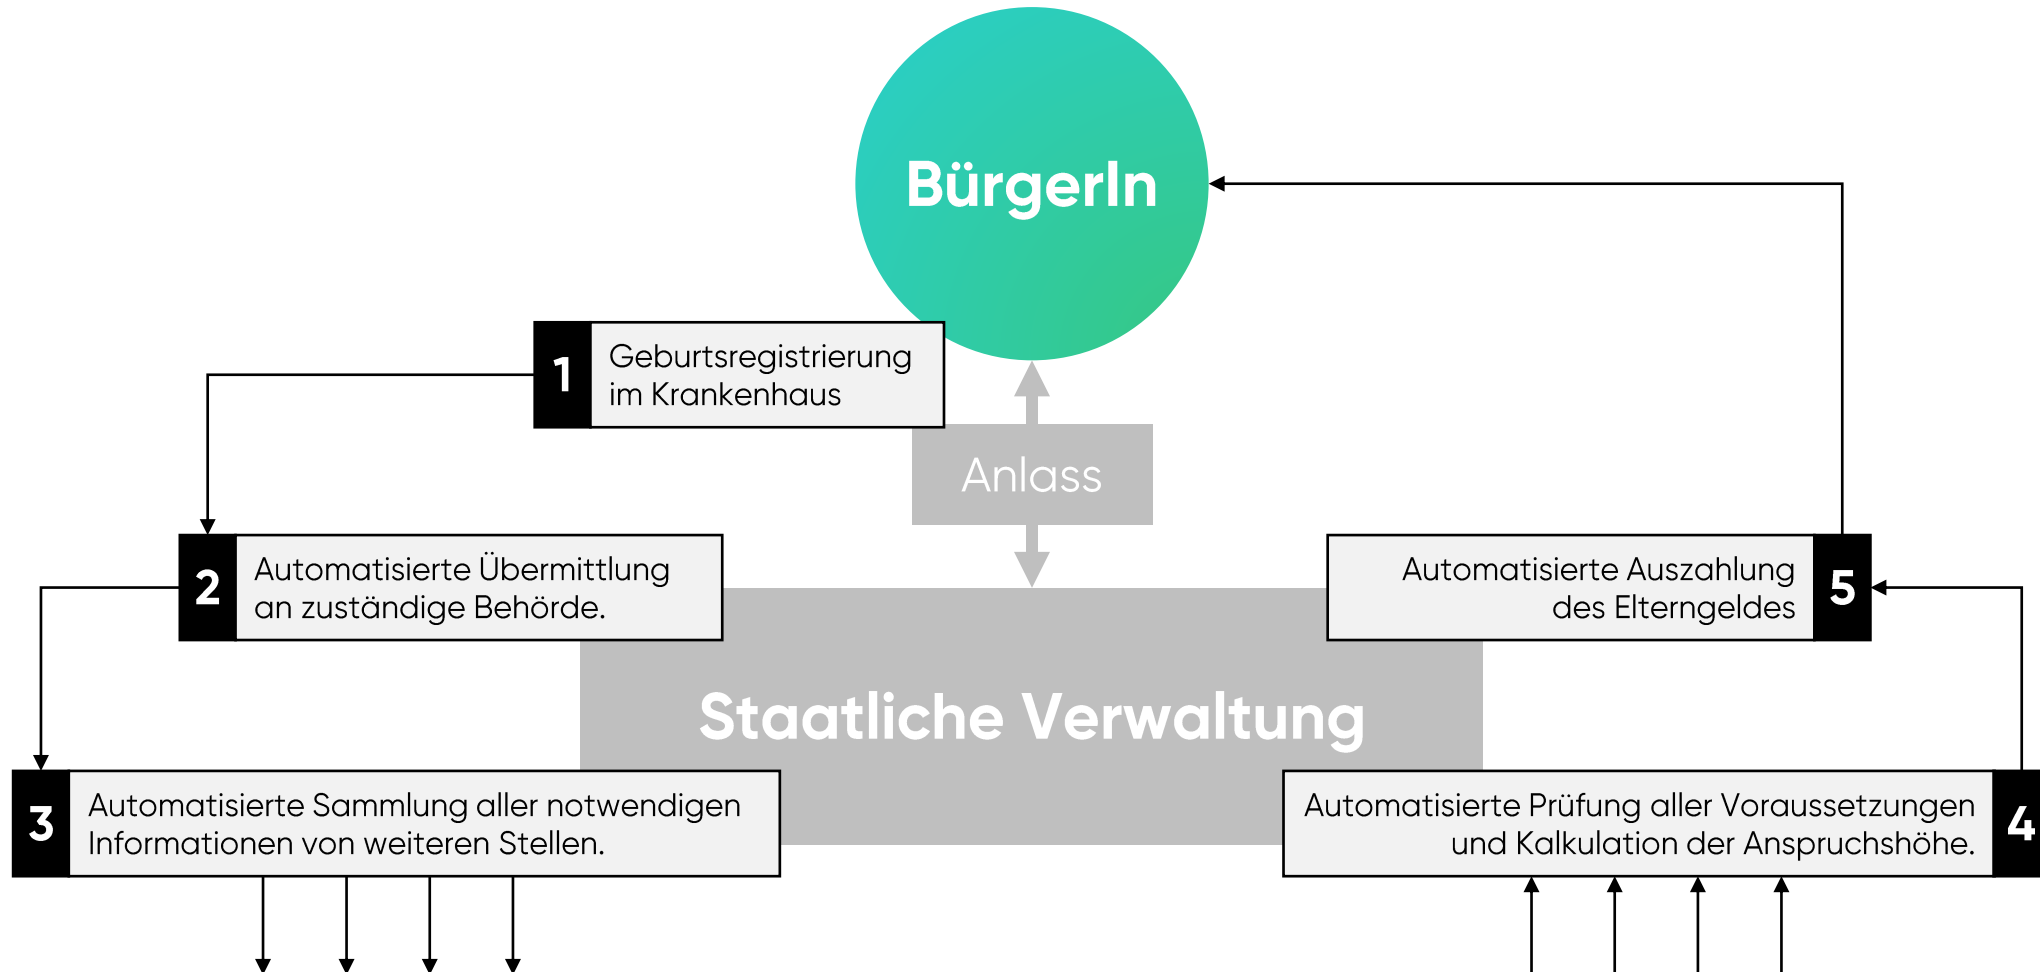 BürgerIn
1
Geburtsregistrierung
im Krankenhaus
Anlass
2
Automatisierte Übermittlung
an zuständige Behörde.
Automatisierte Auszahlung
des Elterngeldes
5
Staatliche Verwaltung
3
Automatisierte Sammlung aller notwendigen
Informationen von weiteren Stellen.
Automatisierte Prüfung aller Voraussetzungen
und Kalkulation der Anspruchshöhe.
4